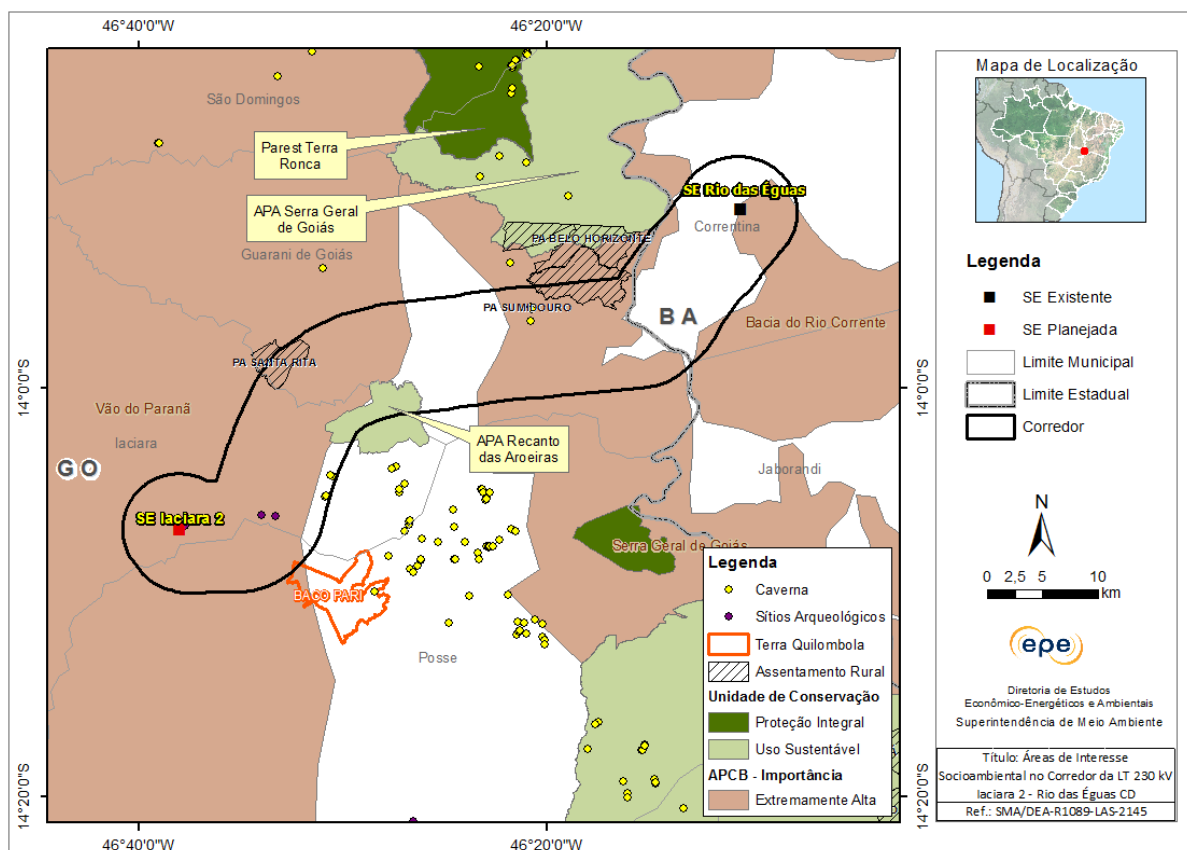 46°40'0"W
46°20'0"W
São Domingos
Parest Terra
Ronca
APA Serra Geral
de Goiás
Guarani de Goiás
SE Rio das Éguas
Correntina
PA BELO HORIZONTE
PA SUMIDOURO
B A
Bacia do Rio Corrente
PA SANTA RITA
14°0'0"S
14°0'0"S
Vão do Paranã
Iaciara
APA Recanto
das Aroeiras
G O
Jaborandi
SE Iaciara 2
Serra Geral de Goiás
BACO PARI
Posse
14°20'0"S
14°20'0"S
46°40'0"W
46°20'0"W
Legenda
Caverna
Sítios Arqueológicos
Terra Quilombola
Assentamento Rural
Unidade de Conservação
Proteção Integral
Uso Sustentável
APCB - Importância
Extremamente Alta
Mapa de Localização
Legenda
SE Existente
SE Planejada
Limite Municipal
Limite Estadual
Corredor
N
0 2,5 5 10
km
epe
Diretoria de Estudos
Econômico-Energéticos e Ambientais
Superintendência de Meio Ambiente
Título: Áreas de Interesse
Socioambiental no Corredor da LT 230 kV
Iaciara 2 - Rio das Éguas CD
Ref.: SMA/DEA-R1089-LAS-2145